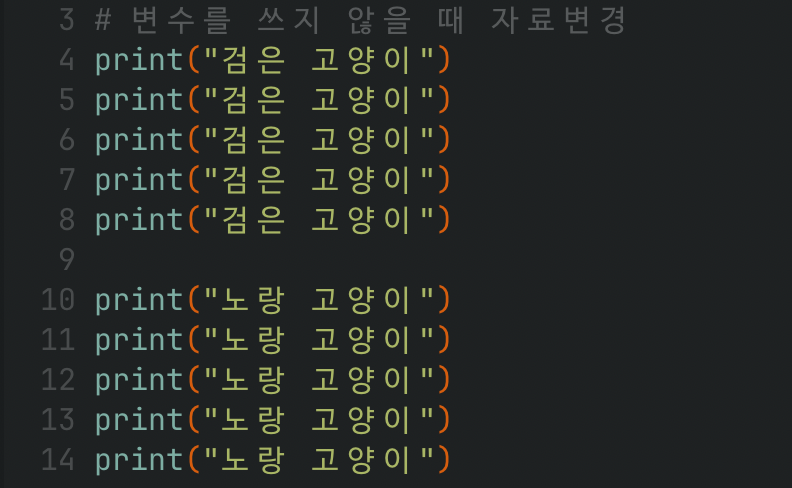 3 # 변수를 쓰지 않을 때 자료변경
4 print("검은 고양이")
5 print("검은 고양이")
6 print("검은 고양이")
7 print("검은 고양이")
8 print("검은 고양이")
9
10 print("노랑 고양이")
11 print("노랑 고양이")
12 print("노랑 고양이")
13 print("노랑 고양이")
14 print("노랑 고양이")